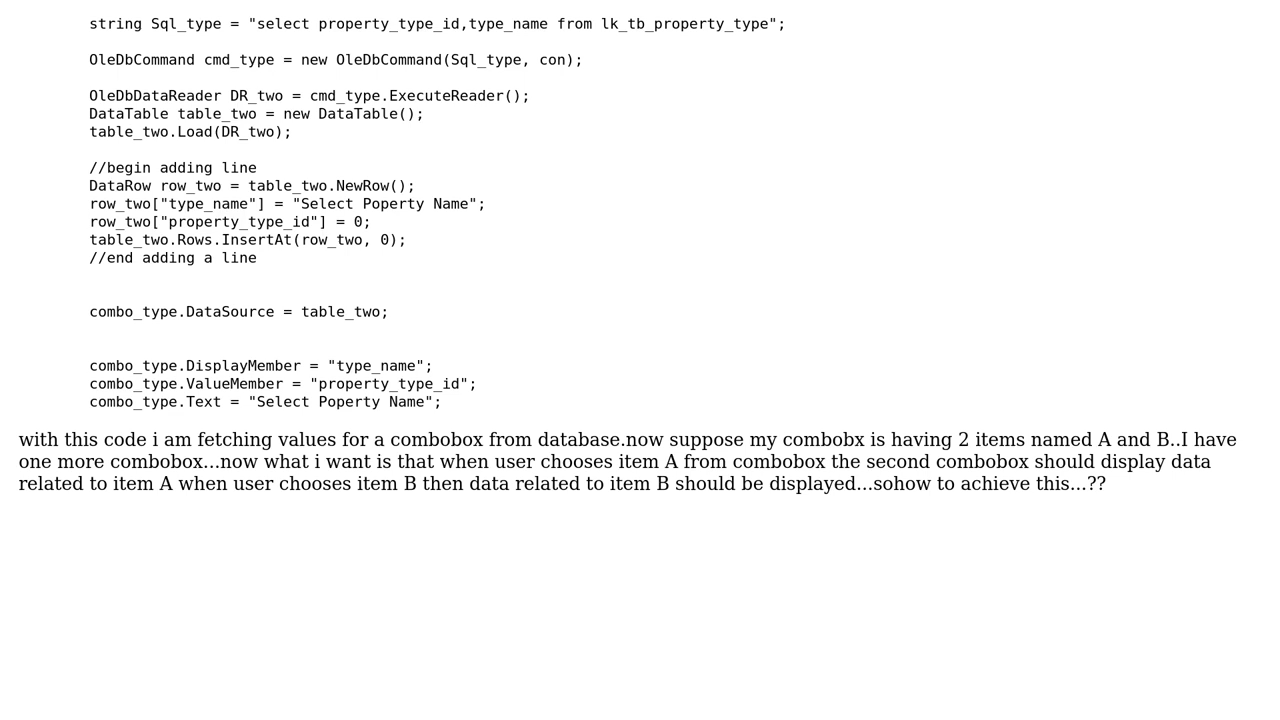 string Sql_type = "select property_type_id,type_name from lk_tb_property_type";
OleDbCommand cmd_type = new OleDbCommand(Sql_type, con);
OleDbDataReader DR_two = cmd_type.ExecuteReader();
DataTable table_two = new DataTable();
table_two.Load(DR_two);
//begin adding line
DataRow row_two = table_two.NewRow();
row_two["type_name"] = "Select Poperty Name";
row_two["property_type_id"] = 0;
table_two.Rows.InsertAt(row_two, 0);
//end adding a line
combo_type.DataSource = table_two;
combo_type.DisplayMember = "type_name";
combo_type.ValueMember = "property_type_id";
combo_type.Text = "Select Poperty Name";
with this code i am fetching values for a combobox from database.now suppose my combobx is having 2 items named A and B..I have
one more combobox...now what i want is that when user chooses item A from combobox the second combobox should display data
related to item A when user chooses item B then data related to item B should be displayed...sohow to achieve this...??